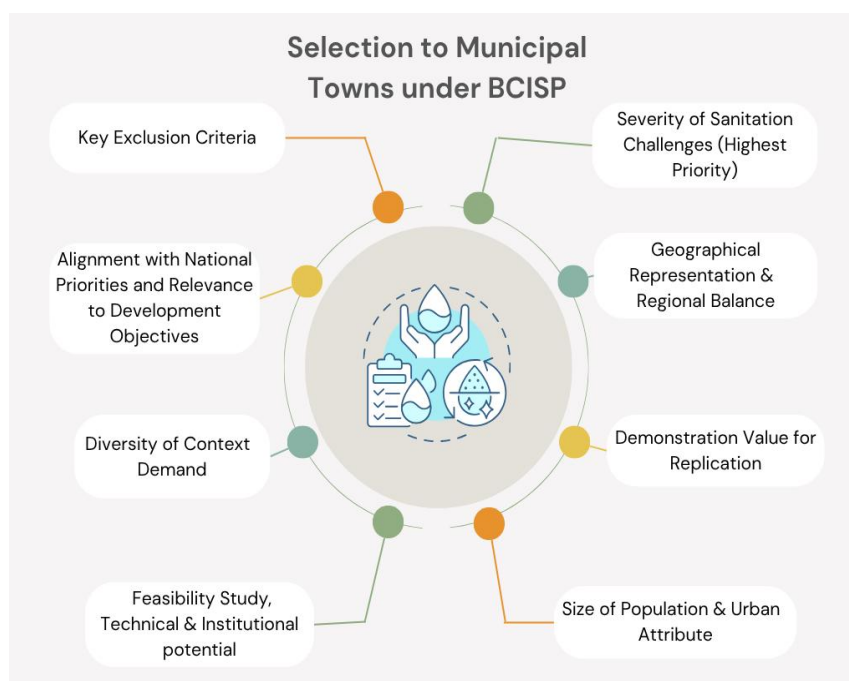 Selection to Municipal
Towns under BCISP
Key Exclusion Criteria
Severity of Sanitation
Challenges (Highest
Priority)
Alignment with National
Priorities and Relevance
to Development
Objectives
Geographical
Representation &
Regional Balance
Diversity of Context
Demand
Demonstration Value for
Replication
Feasibility Study,
Technical & Institutional
potential
Size of Population & Urban
Attribute